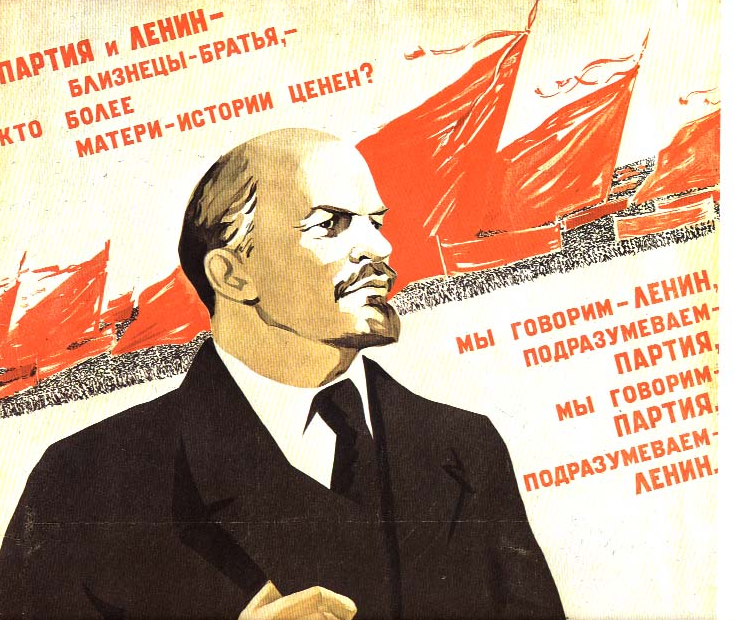 ПАРТИЯ и ЛЕНИН–
БЛИЗНЕЦЫ-БРАТЬЯ,–
КТО БОЛЕЕ
МАТЕРИ-ИСТОРИИ ЦЕНЕН?
МЫ ГОВОРИМ–ЛЕНИН,
ПОДРАЗУМЕВАЕМ–
ПАРТИЯ,
МЫ ГОВОРИМ–
ПАРТИЯ,
ПОДРАЗУМЕВАЕМ–
ЛЕНИН.